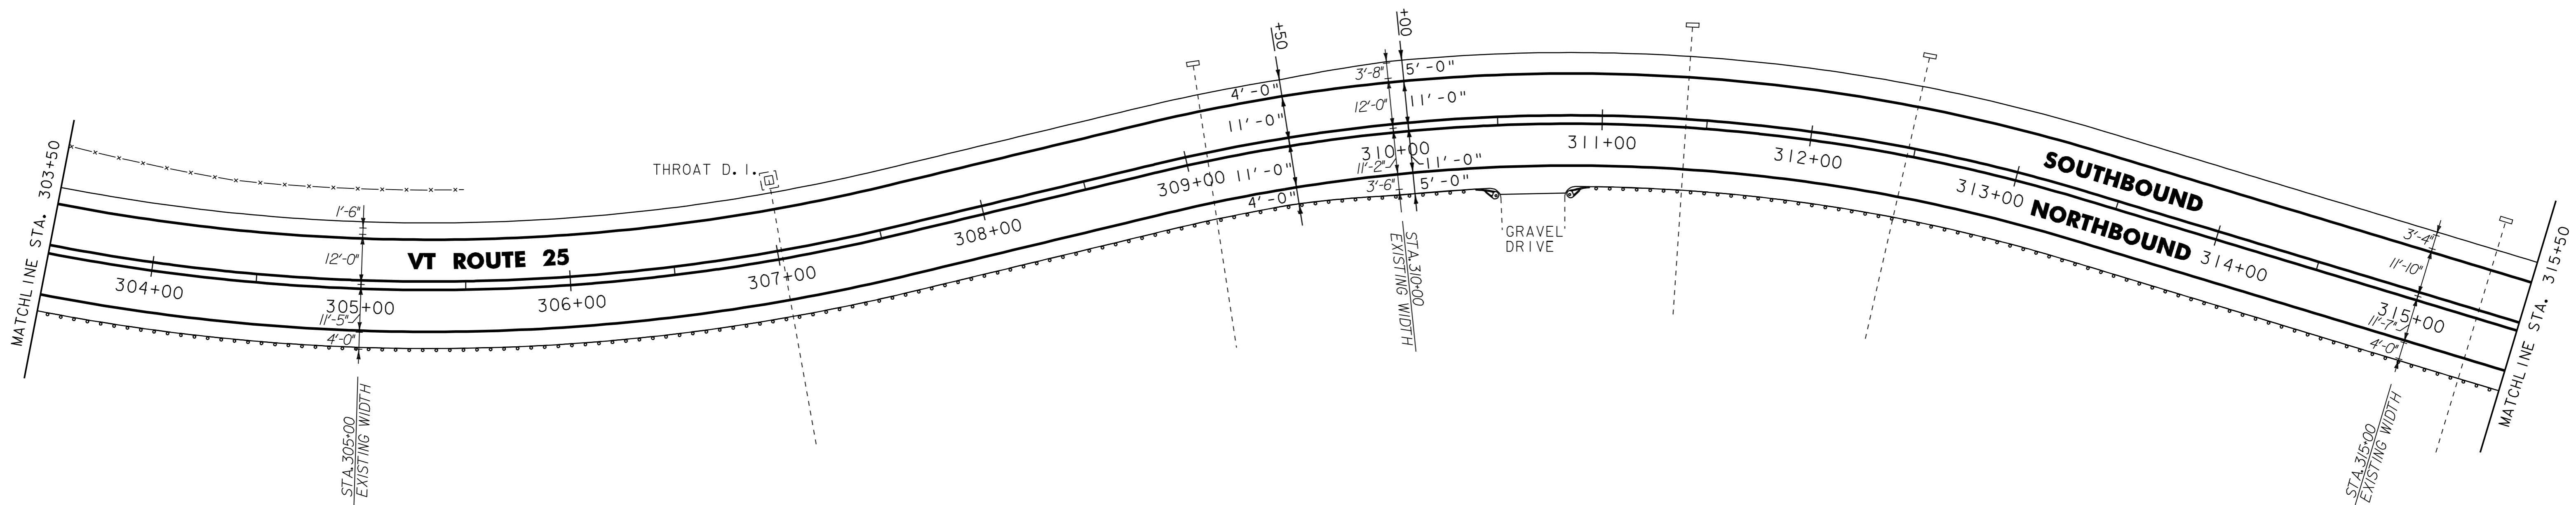 MATCHLINE STA. 303+50
304+00
1'-6"
12'-0"
305+00
11'-5"
4'-0"
STA.305+00
EXISTING WIDTH
VT ROUTE 25
306+00
THROAT D.I.
307+00
308+00
309+00
+50
4'-0"
11'-0"
11'-0"
4'-0"
+00
3'-8"
5'-0"
12'-0"
11'-0"
310+00
11'-2"
11'-0"
3'-6"
5'-0"
STA.310+00
EXISTING WIDTH
GRAVEL
DRIVE
311+00
312+00
313+00
SOUTHBOUND
NORTHBOUND
314+00
3'-4"
11'-10"
315+00
11'-7"
4'-0"
STA.315+00
EXISTING WIDTH
MATCHLINE STA. 315+50